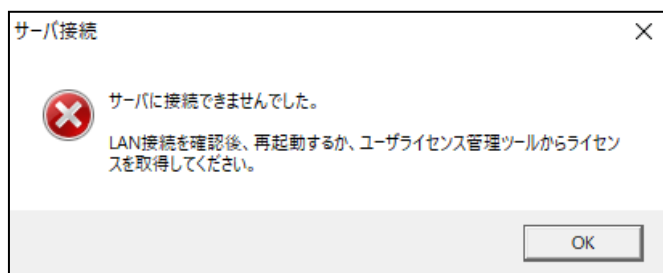 サーバ接続
サーバに接続できませんでした。
LAN接続を確認後、再起動するか、ユーザライセンス管理ツールからライセン
スを取得してください。
OK